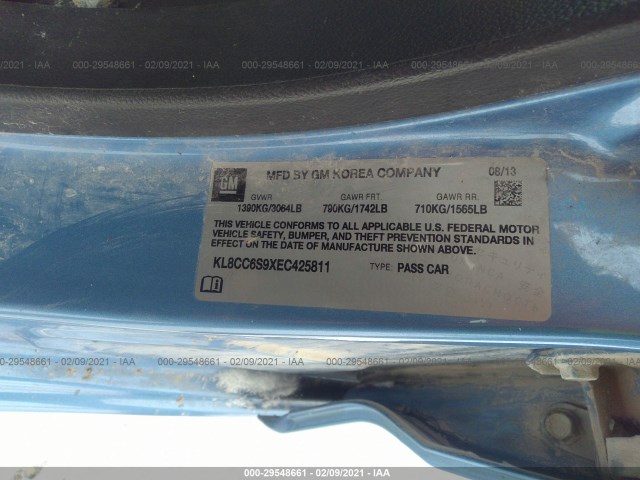 000-29548661 - 02/09/2021 - IAA
GM
MFD BY GM KOREA COMPANY 08/13
GVWR GAWR FRT. GAWR RR.
1390KG/3064LB 790KG/1742LB 710KG/1565LB
THIS VEHICLE CONFORMS TO ALL APPLICABLE U.S. FEDERAL MOTOR
VEHICLE SAFETY, BUMPER, AND THEFT PREVENTION STANDARDS IN
EFFECT ON THE DATE OF MANUFACTURE SHOWN ABOVE.
KL8CC6S9XEC425811 TYPE: PASS CAR
000-29548661 - 02/09/2021 - IAA
000-29548661 - 02/09/2021 - IAA